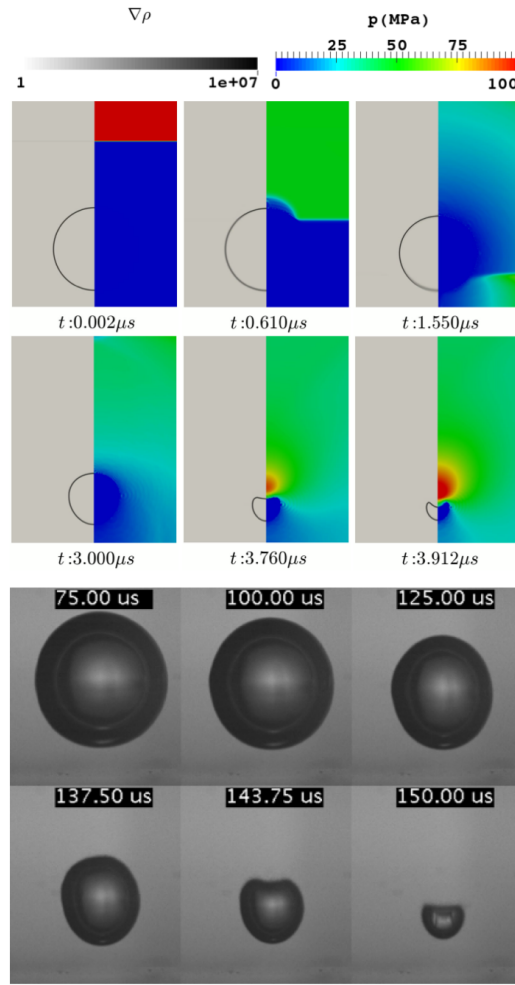 ∇ρ p(MPa)
25 50 75
1 1e+07 0 100
t :0.002μs t :0.610μs t :1.550μs
t :3.000μs t :3.760μs t :3.912μs
75.00 us 100.00 us 125.00 us
137.50 us 143.75 us 150.00 us